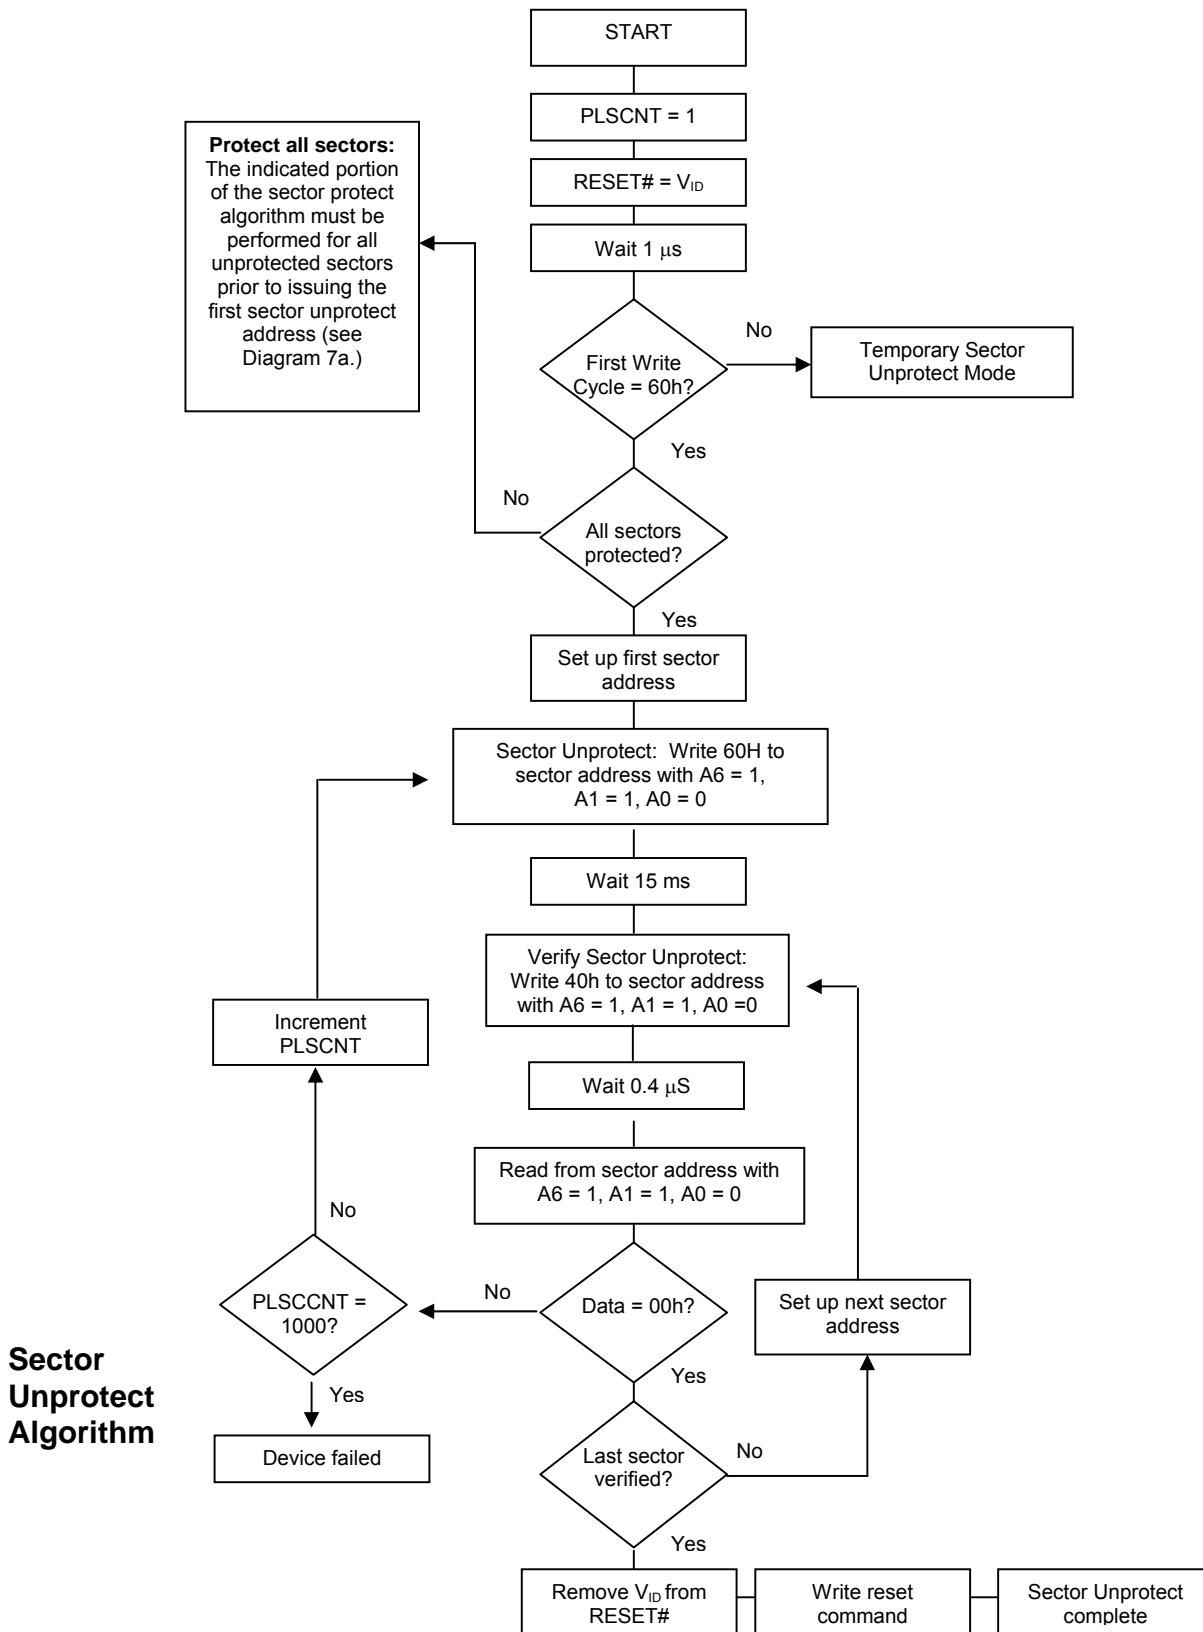 START
PLSCNT = 1
Protect all sectors:
The indicated portion
of the sector protect
algorithm must be
performed for all
unprotected sectors
prior to issuing the
first sector unprotect
address (see
Diagram 7a.)
RESET# = VID
Wait 1 μs
No
First Write
Cycle = 60h?
Temporary Sector
Unprotect Mode
Yes
No
All sectors
protected?
Yes
Set up first sector
address
Sector Unprotect:  Write 60H to
sector address with A6 = 1,
A1 = 1, A0 = 0
Wait 15 ms
Verify Sector Unprotect:
Write 40h to sector address
with A6 = 1, A1 = 1, A0 =0
Increment
PLSCNT
Wait 0.4 μS
Read from sector address with
A6 = 1, A1 = 1, A0 = 0
No
PLSCCNT =
1000?
No
Data = 00h?
Set up next sector
address
Yes
Yes
Sector
Unprotect
Algorithm
Device failed
Last sector
verified?
No
Yes
Remove VID from
RESET#
Write reset
command
Sector Unprotect
complete